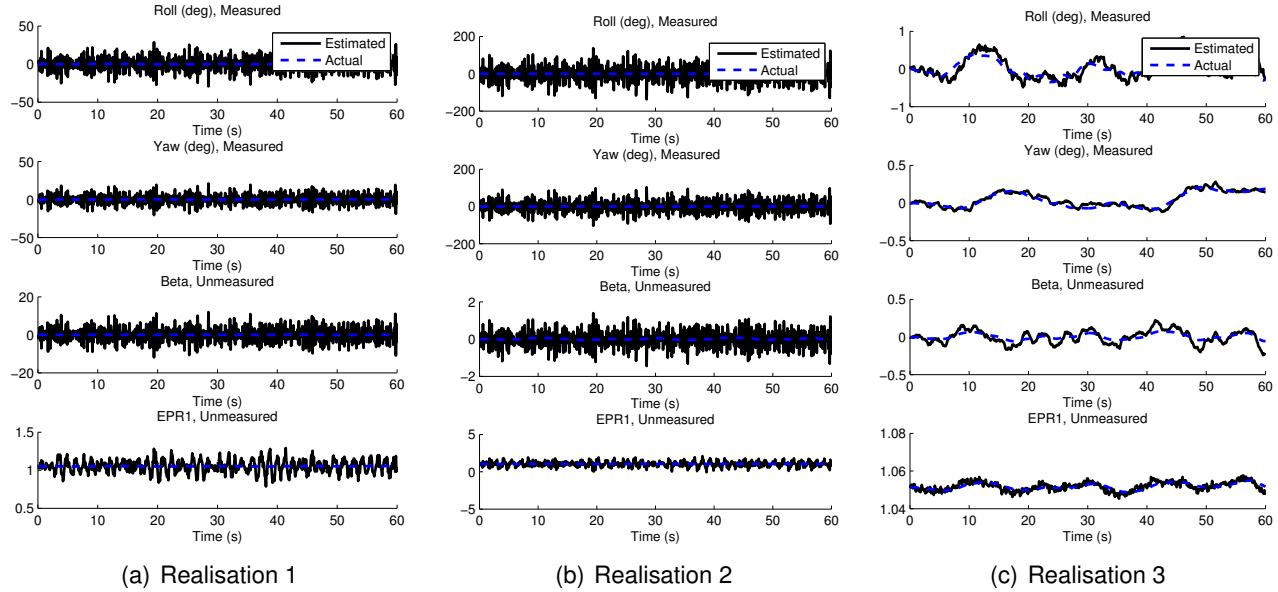 Roll (deg), Measured
50
0
−50
Estimated
Actual
0 10 20 30 40 50 60
Time (s)
Yaw (deg), Measured
50
0
−50
0 10 20 30 40 50 60
Time (s)
Beta, Unmeasured
20
0
−20
0 10 20 30 40 50 60
Time (s)
EPR1, Unmeasured
1.5
1
0.5
0 10 20 30 40 50 60
Time (s)
(a) Realisation 1
Roll (deg), Measured
200
0
−200
Estimated
Actual
0 10 20 30 40 50 60
Time (s)
Yaw (deg), Measured
200
0
−200
0 10 20 30 40 50 60
Time (s)
Beta, Unmeasured
2
0
−2
0 10 20 30 40 50 60
Time (s)
EPR1, Unmeasured
5
0
−5
0 10 20 30 40 50 60
Time (s)
(b) Realisation 2
Roll (deg), Measured
1
0
−1
Estimated
Actual
0 10 20 30 40 50 60
Time (s)
Yaw (deg), Measured
0.5
0
−0.5
0 10 20 30 40 50 60
Time (s)
Beta, Unmeasured
0.5
0
−0.5
0 10 20 30 40 50 60
Time (s)
EPR1, Unmeasured
1.08
1.06
1.04
0 10 20 30 40 50 60
Time (s)
(c) Realisation 3